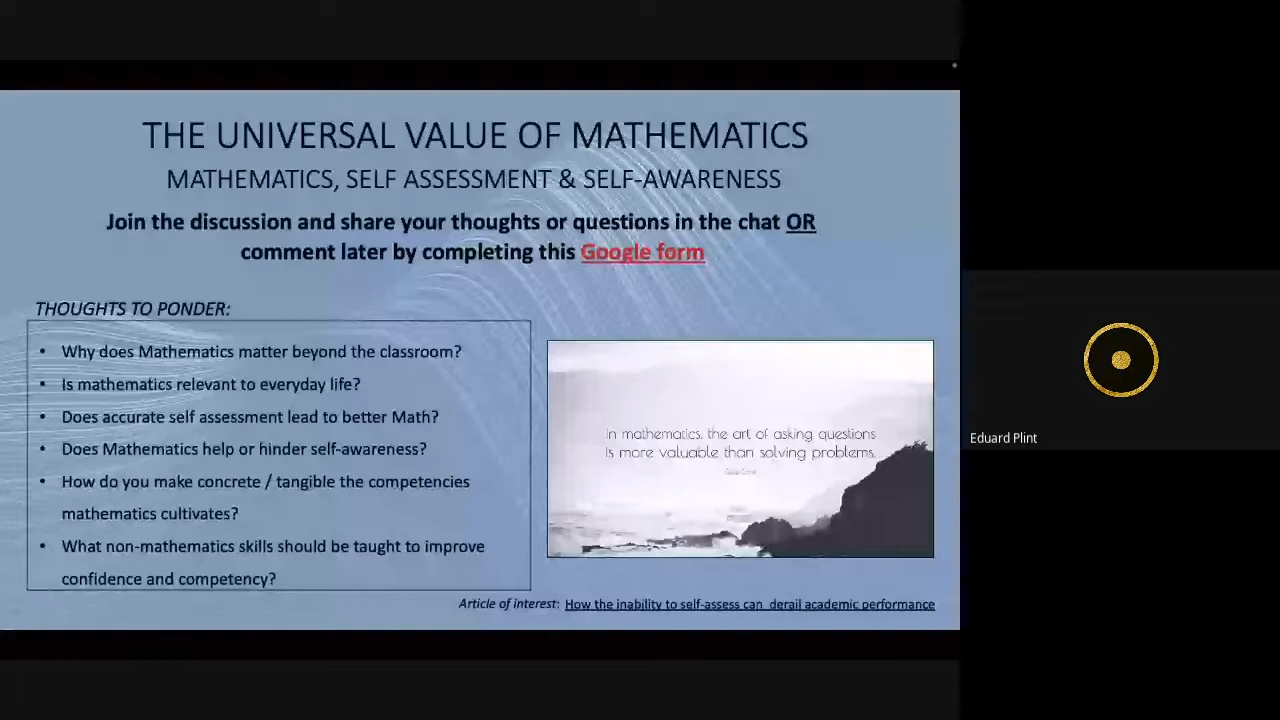 THE UNIVERSAL VALUE OF MATHEMATICS
MATHEMATICS, SELF ASSESSMENT & SELF-AWARENESS
Join the discussion and share your thoughts or questions in the chat OR
comment later by completing this Google form
THOUGHTS TO PONDER:
• Why does Mathematics matter beyond the classroom?
• Is mathematics relevant to everyday life?
• Does accurate self assessment lead to better Math?
• Does Mathematics help or hinder self-awareness?
• How do you make concrete / tangible the competencies
mathematics cultivates?
• What non-mathematics skills should be taught to improve
confidence and competency?
In mathematics, the art of asking questions
is more valuable than solving problems.
Article of interest: How the inability to self-assess can derail academic performance
Eduard Plint